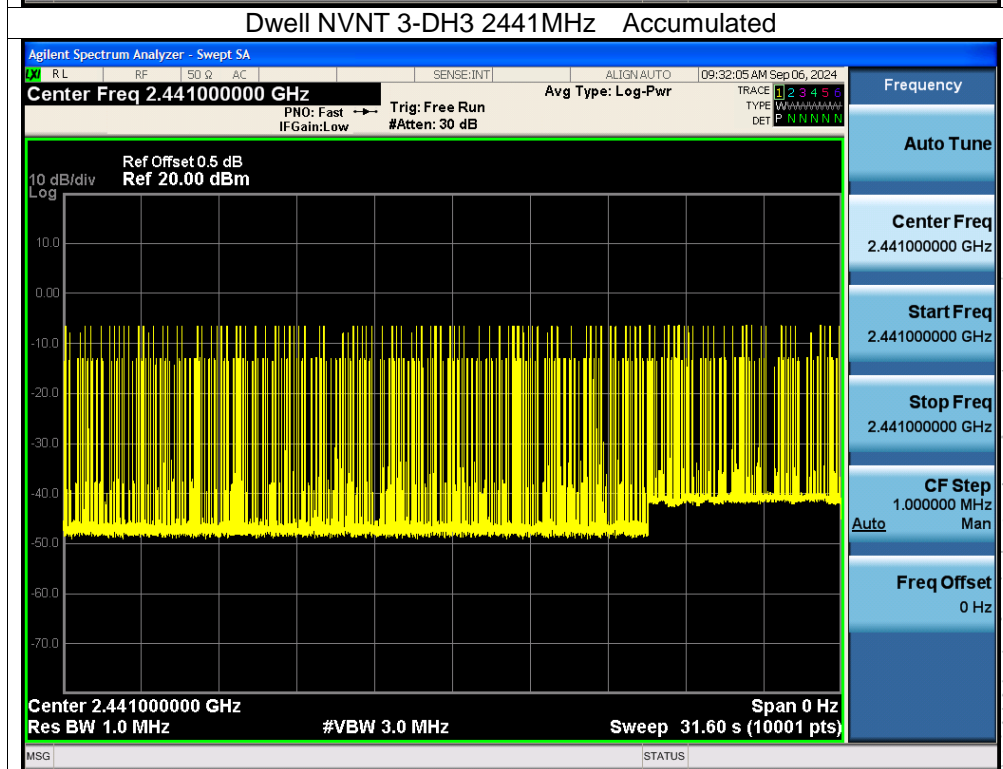 Dwell NVNT 3-DH3 2441MHz Accumulated
Agilent Spectrum Analyzer - Swept SA
LXI RL RF 50 Ω AC SENSE:INT ALIGN AUTO 09:32:05 AM Sep 06, 2024
Center Freq 2.441000000 GHz
PNO: Fast
IFGain:Low
Trig: Free Run
#Atten: 30 dB
Avg Type: Log-Pwr
TRACE 1 2 3 4 5 6
TYPE WWWWWW
DET P N N N N N
Ref Offset 0.5 dB
10 dB/div Ref 20.00 dBm
Log
10.0
0.00
-10.0
-20.0
-30.0
-40.0
-50.0
-60.0
-70.0
Center 2.441000000 GHz Span 0 Hz
Res BW 1.0 MHz #VBW 3.0 MHz Sweep 31.60 s (10001 pts)
MSG STATUS
Frequency
Auto Tune
Center Freq
2.441000000 GHz
Start Freq
2.441000000 GHz
Stop Freq
2.441000000 GHz
CF Step
1.000000 MHz
Auto Man
Freq Offset
0 Hz